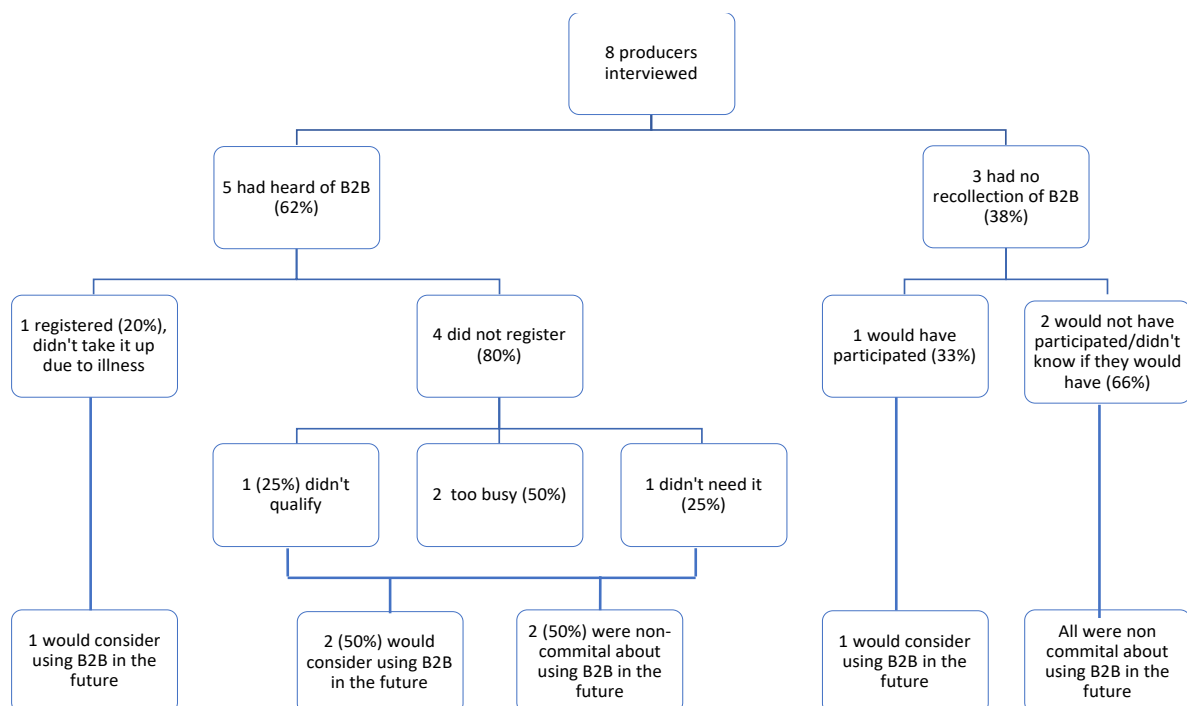 8 producers
interviewed
5 had heard of B2B
(62%)
3 had no
recollection of B2B
(38%)
1 registered (20%),
didn't take it up
due to illness
4 did not register
(80%)
1 would have
participated (33%)
2 would not have
participated/didn't
know if they would
have (66%)
1 (25%) didn't
qualify
2  too busy (50%)
1 didn't need it
(25%)
1 would consider
using B2B in the
future
2 (50%) would
consider using B2B
in the future
2 (50%) were non-
commital about
using B2B in the
future
1 would consider
using B2B in the
future
All were non
commital about
using B2B in the
future